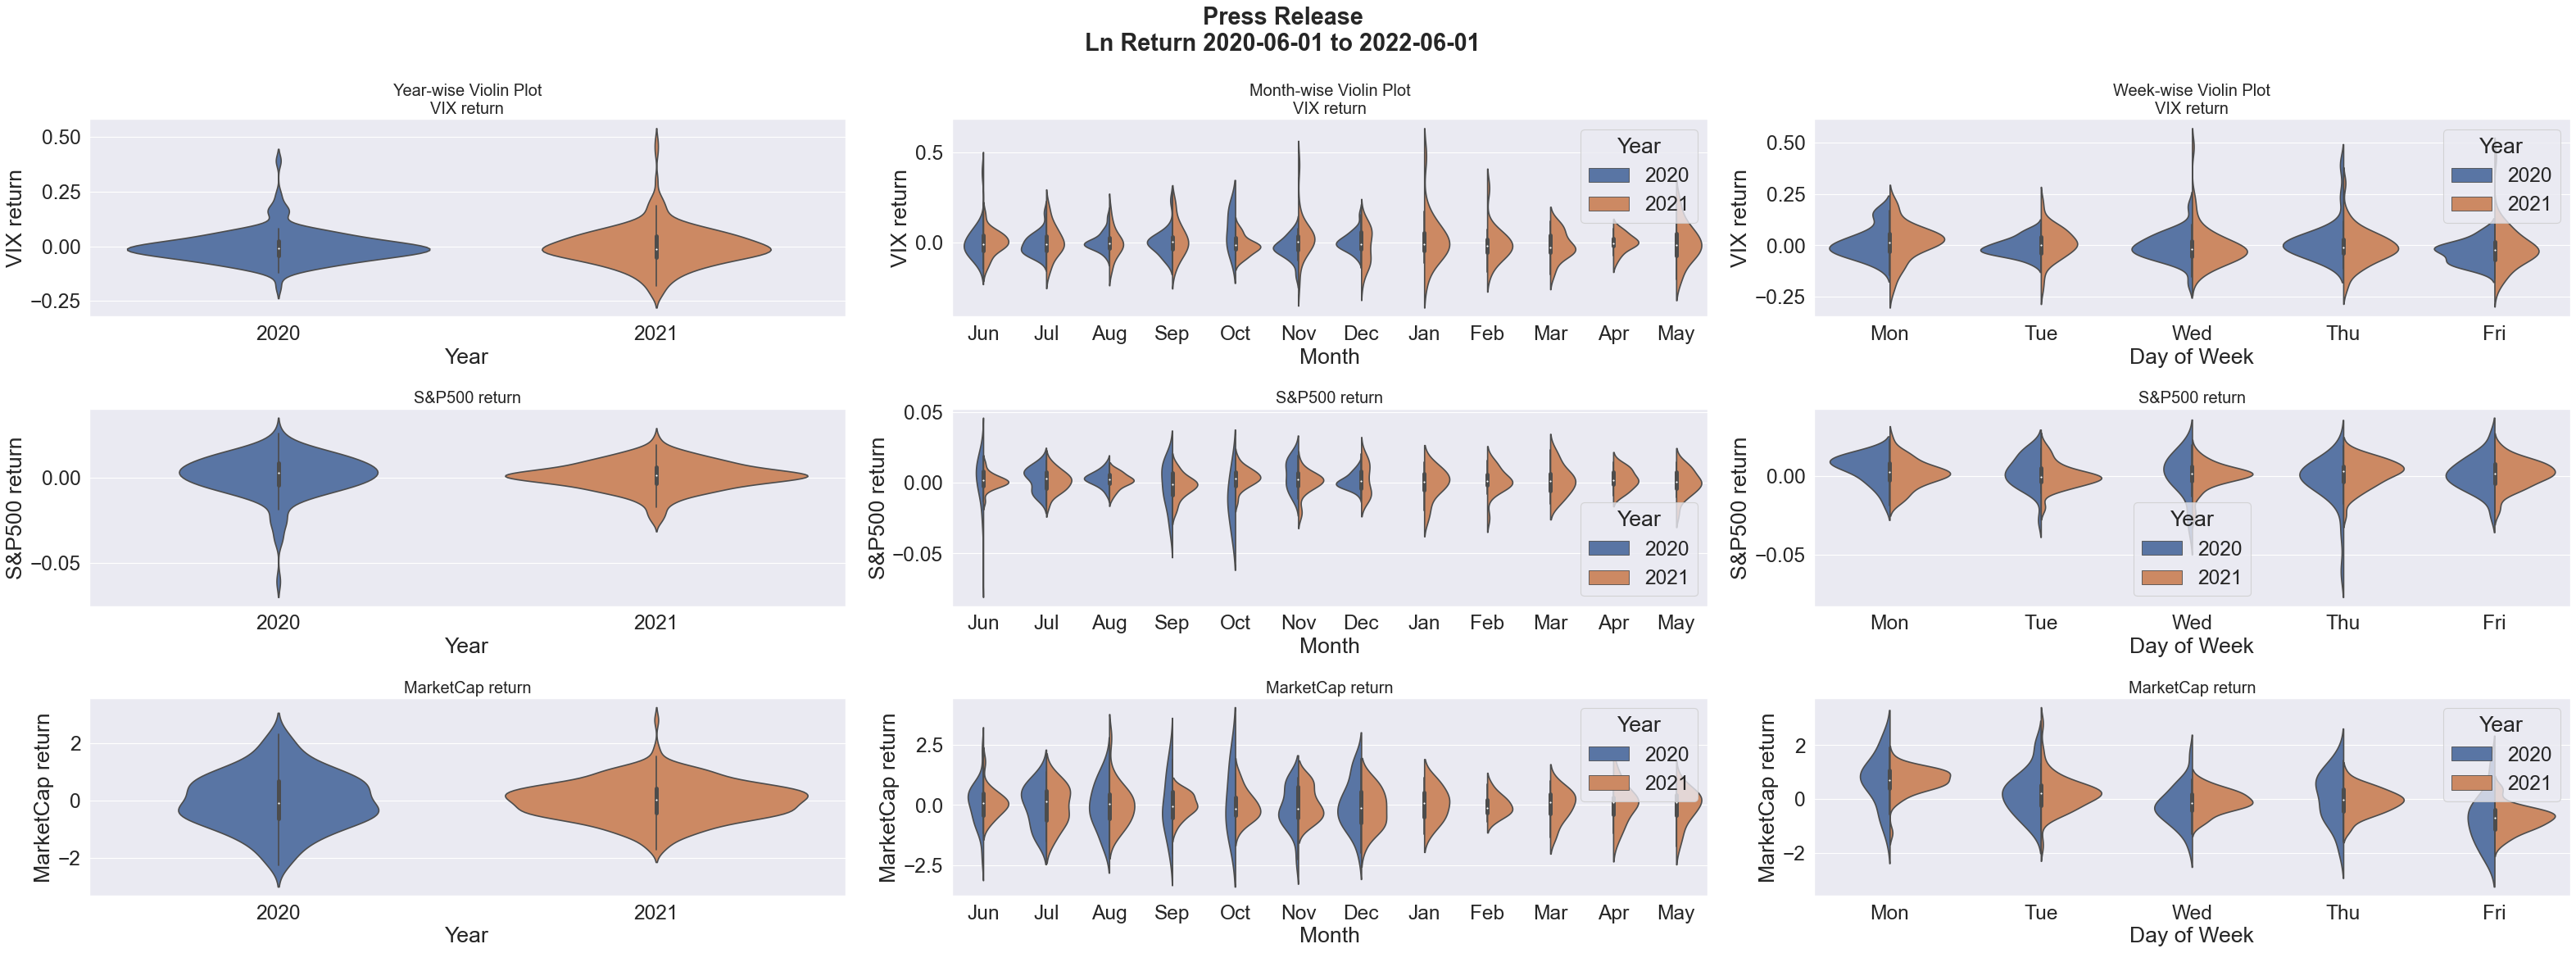 Press Release
Ln Return 2020-06-01 to 2022-06-01
Year-wise Violin Plot
VIX return
VIX return
0.50
0.25
0.00
−0.25
2020
2021
Year
Month-wise Violin Plot
VIX return
VIX return
0.5
0.0
Year
2020
2021
Jun
Jul
Aug
Sep
Oct
Nov
Dec
Jan
Feb
Mar
Apr
May
Month
Week-wise Violin Plot
VIX return
VIX return
0.50
0.25
0.00
−0.25
Year
2020
2021
Mon
Tue
Wed
Thu
Fri
Day of Week
S&P500 return
S&P500 return
0.00
−0.05
2020
2021
Year
S&P500 return
S&P500 return
0.05
0.00
−0.05
Year
2020
2021
Jun
Jul
Aug
Sep
Oct
Nov
Dec
Jan
Feb
Mar
Apr
May
Month
S&P500 return
S&P500 return
0.00
−0.05
Year
2020
2021
Mon
Tue
Wed
Thu
Fri
Day of Week
MarketCap return
MarketCap return
2
0
−2
2020
2021
Year
MarketCap return
MarketCap return
2.5
0.0
−2.5
Year
2020
2021
Jun
Jul
Aug
Sep
Oct
Nov
Dec
Jan
Feb
Mar
Apr
May
Month
MarketCap return
MarketCap return
2
0
−2
Year
2020
2021
Mon
Tue
Wed
Thu
Fri
Day of Week